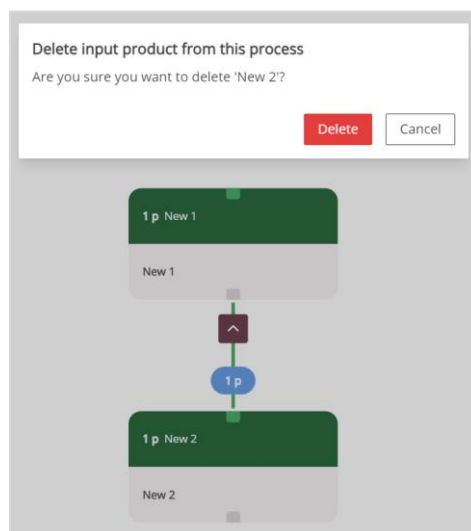 Delete input product from this process
Are you sure you want to delete 'New 2'?
Delete Cancel
1 p New 1
New 1
1 p
1 p New 2
New 2